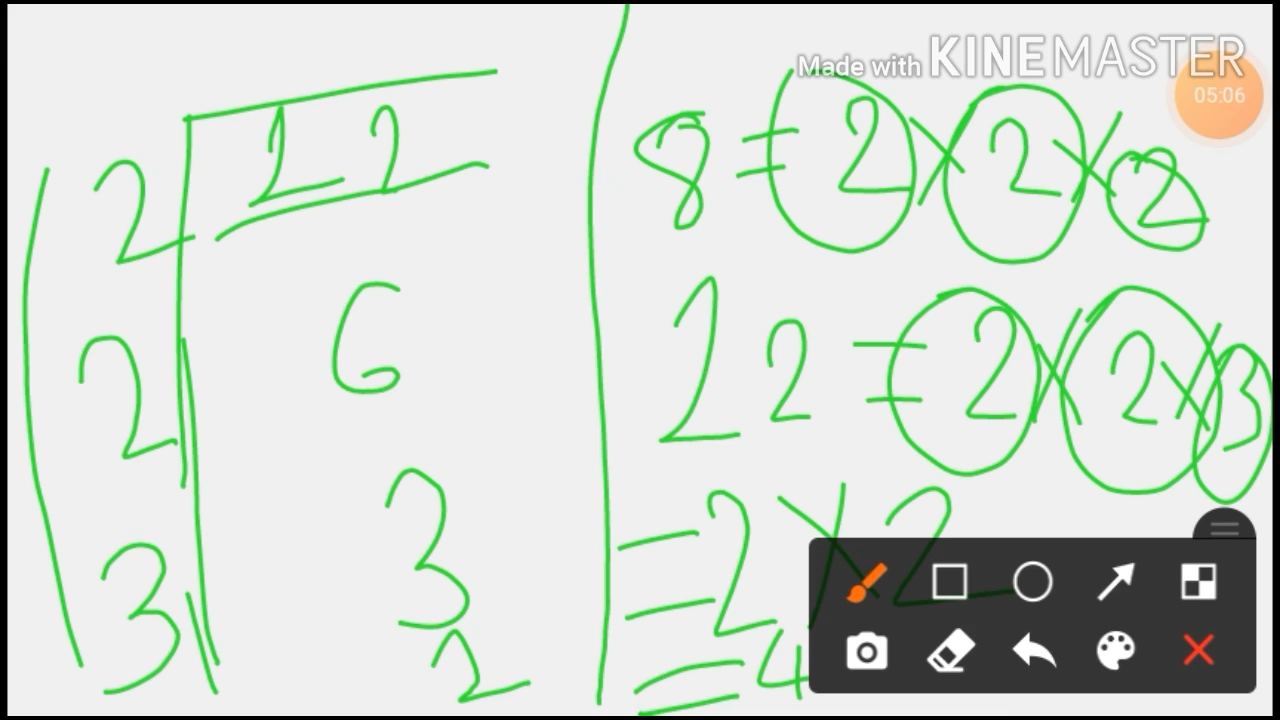 Made with KINEMASTER
05:06
2 12
2 6
3 3
1
8 = 2 × 2 × 2
12 = 2 × 2 × 3
= 2 × 2
= 4